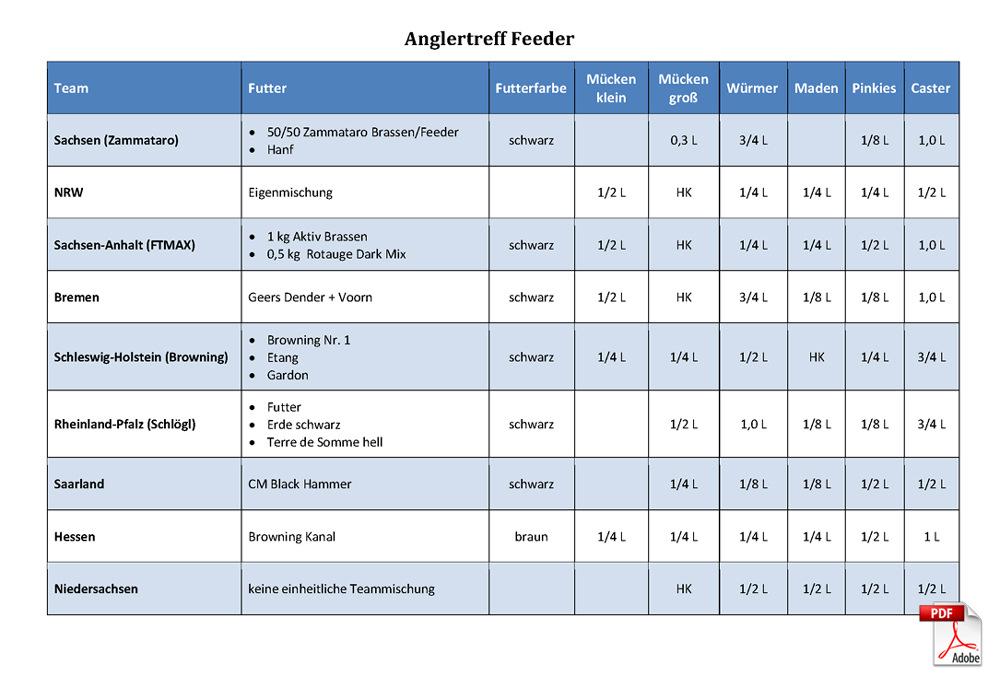 Anglertreff Feeder
Team Futter Futterfarbe Mücken klein Mücken groß Würmer Maden Pinkies Caster
Sachsen (Zammataro) • 50/50 Zammataro Brassen/Feeder • Hanf schwarz 0,3 L 3/4 L 1/8 L 1,0 L
NRW Eigenmischung 1/2 L HK 1/4 L 1/4 L 1/4 L 1/2 L
Sachsen-Anhalt (FTMAX) • 1 kg Aktiv Brassen • 0,5 kg Rotauge Dark Mix schwarz 1/2 L HK 1/4 L 1/4 L 1/2 L 1,0 L
Bremen Geers Dender + Voorn schwarz 1/2 L HK 3/4 L 1/8 L 1/8 L 1,0 L
Schleswig-Holstein (Browning) • Browning Nr. 1 • Etang • Gardon schwarz 1/4 L 1/4 L 1/2 L HK 1/4 L 3/4 L
Rheinland-Pfalz (Schlögl) • Futter • Erde schwarz • Terre de Somme hell schwarz 1/2 L 1,0 L 1/8 L 1/8 L 3/4 L
Saarland CM Black Hammer schwarz 1/4 L 1/8 L 1/8 L 1/2 L 1/2 L
Hessen Browning Kanal braun 1/4 L 1/4 L 1/4 L 1/4 L 1/2 L 1 L
Niedersachsen keine einheitliche Teammischung HK 1/2 L 1/2 L 1/2 L 1/2 L
PDF
Adobe